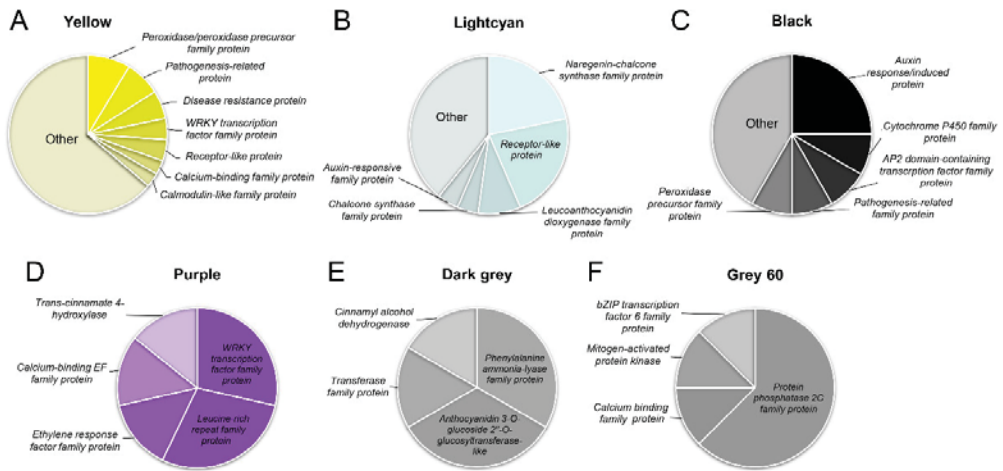 A
Yellow
Peroxidase/peroxidase precursor
family protein
Pathogenesis-related
protein
Disease resistance protein
WRKY transcription
factor family protein
Receptor-like protein
Calcium-binding family protein
Calmodulin-like family protein
Other
B
Lightcyan
Naregenin-chalcone
synthase family protein
Receptor-like
protein
Leucoanthocyanidin
dioxygenase family
protein
Chaloone synthase
family protein
Auxin-responsive
family protein
Other
C
Black
Auxin
response/induced protein
Cytochrome P450 family
protein
AP2 domain-containing
transcrption factor family
protein
Pathogenesis-related
family protein
Peroxidase
precursor family
protein
Other
D
Purple
Trans-cinnamate 4-
hydroxylase
WRKY
transcription
factor family
protein
Calcium-binding EF
family protein
Leucine rich
repeat family
protein
Ethylene response
factor family protein
E
Dark grey
Cinnamyl alcohol
dehydrogenase
Phenylalanine
ammonia-lyase
family protein
Transferase family
protein
Anthocyanidin 3-O-
glucoside 2"-O-
glucosyltransferase-
like
F
Grey 60
bZIP transcription
factor 6 family
protein
Mitogen-activated
protein kinase
Calcium binding family
protein
Protein
phosphatase 2C
family protein